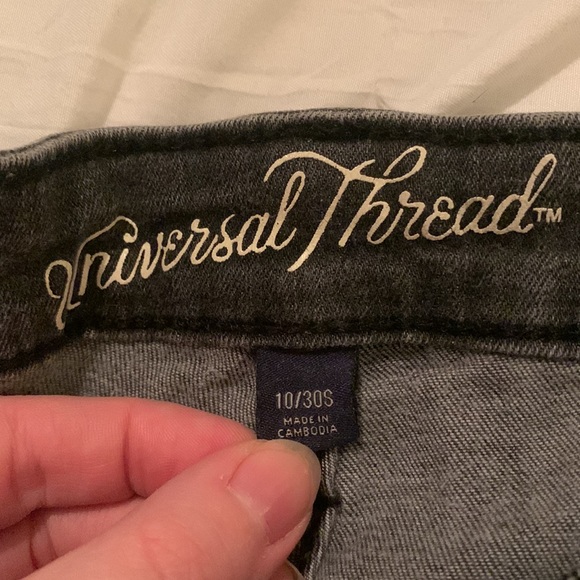 Universal Thread™
10/30S
MADE IN
CAMBODIA